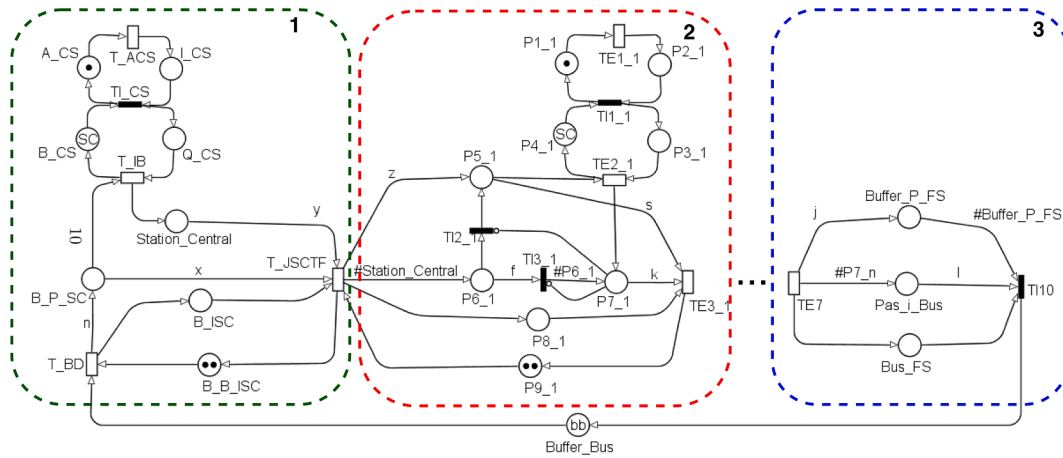 1
A_CS
T_ACS
I_CS
TI_CS
B_CS
SC
Q_CS
T_IB
10
Station_Central
y
B_P_SC
x
T_JSCTF
n
B_ISC
T_BD
B_B_ISC
2
P1_1
TE1_1
P2_1
TI1_1
P4_1
SC
P3_1
TE2_1
P5_1
z
s
TI2_1
#Station_Central
P6_1
f
TI3_1
#P6_1
P7_1
k
TE3_1
P8_1
P9_1
3
j
Buffer_P_FS
#Buffer_P_FS
#P7_n
l
TE7
Pas_i_Bus
TI10
Bus_FS
bb
Buffer_Bus